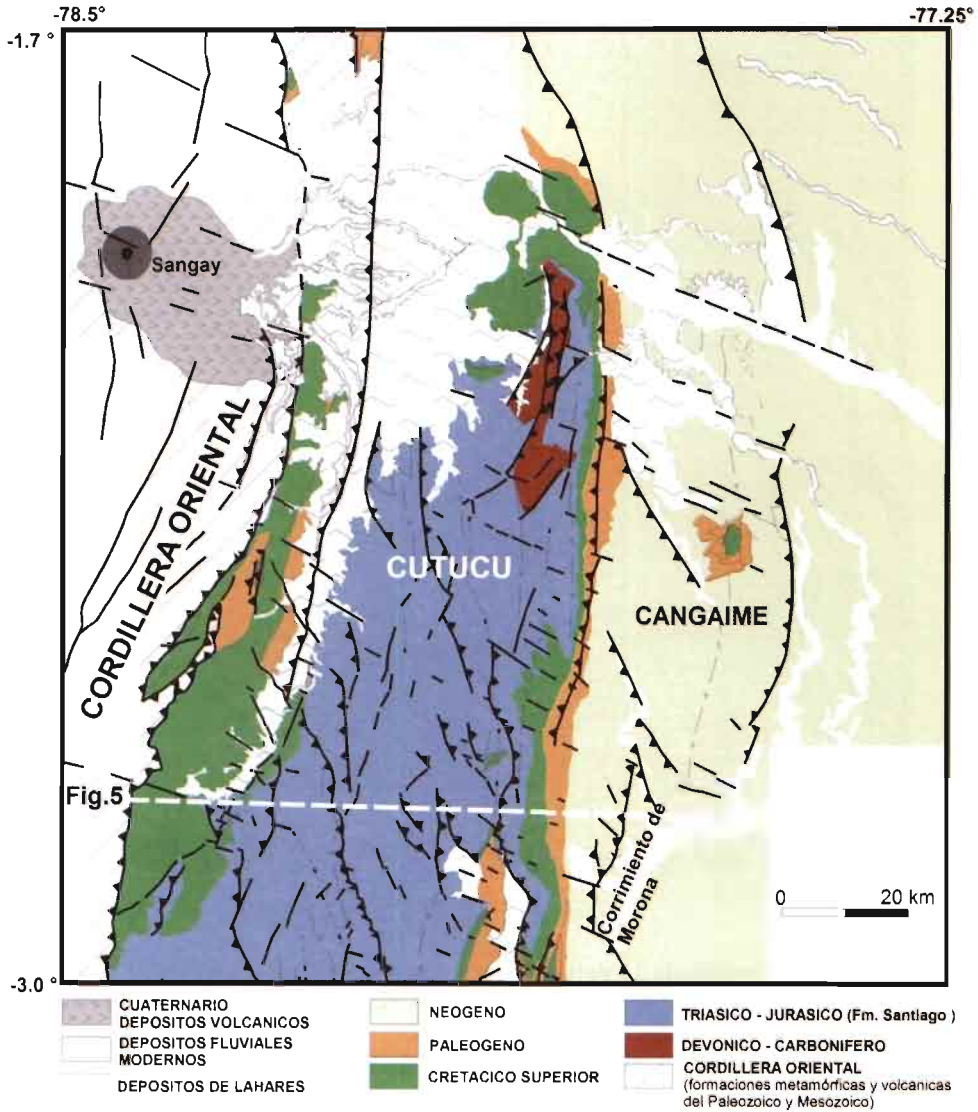 -78.5°
-77.25°
-1.7°
Sangay
CORDILLERA ORIENTAL
CUTUCU
CANGAIME
Fig.5
Corrimiento de
Morona
0 20 km
-3.0°
CUATERNARIO
DEPOSITOS VOLCANICOS
DEPOSITOS FLUVIALES
MODERNOS
DEPOSITOS DE LAHARES
NEOGENO
PALEOGENO
CRETACICO SUPERIOR
TRIASICO - JURASICO (Fm. Santiago)
DEVONICO - CARBONIFERO
CORDILLERA ORIENTAL
(formaciones metamórficas y volcanicas
del Paleozoico y Mesozoico)